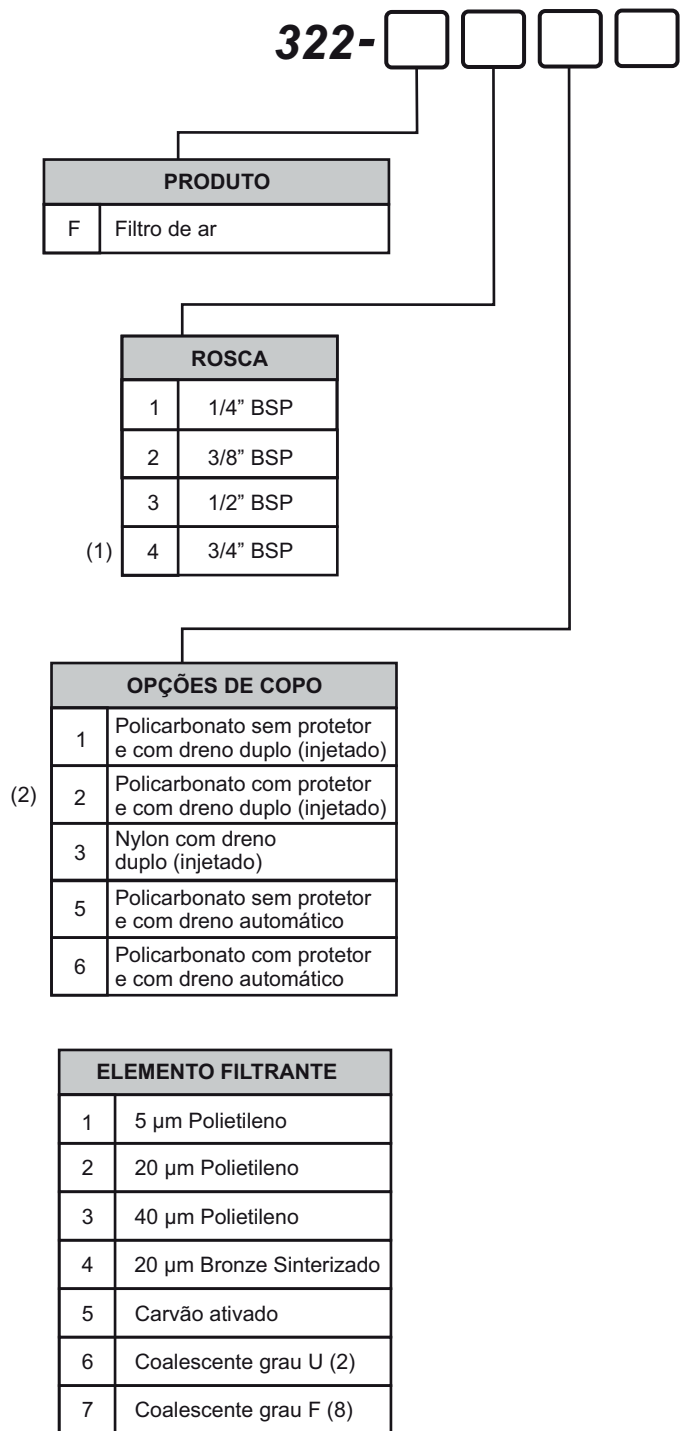 322-
PRODUTO
F Filtro de ar
ROSCA
1 1/4” BSP
2 3/8” BSP
3 1/2” BSP
(1) 4 3/4” BSP
OPÇÕES DE COPO
1 Policarbonato sem protetor
e com dreno duplo (injetado)
(2) 2 Policarbonato com protetor
e com dreno duplo (injetado)
3 Nylon com dreno
duplo (injetado)
5 Policarbonato sem protetor
e com dreno automático
6 Policarbonato com protetor
e com dreno automático
ELEMENTO FILTRANTE
1 5 µm Polietileno
2 20 µm Polietileno
3 40 µm Polietileno
4 20 µm Bronze Sinterizado
5 Carvão ativado
6 Coalescente grau U (2)
7 Coalescente grau F (8)